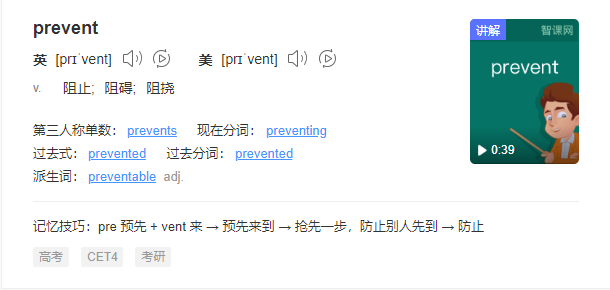 prevent
英 [prɪˈvent] 美 [prɪˈvent]
v. 阻止; 阻碍; 阻挠
第三人称单数: prevents 现在分词: preventing
过去式: prevented 过去分词: prevented
派生词: preventable adj.
记忆技巧: pre 预先 + vent 来 → 预先来到 → 抢先一步，防止别人先到 → 防止
高考 CET4 考研
讲解 智课网
prevent
0:39